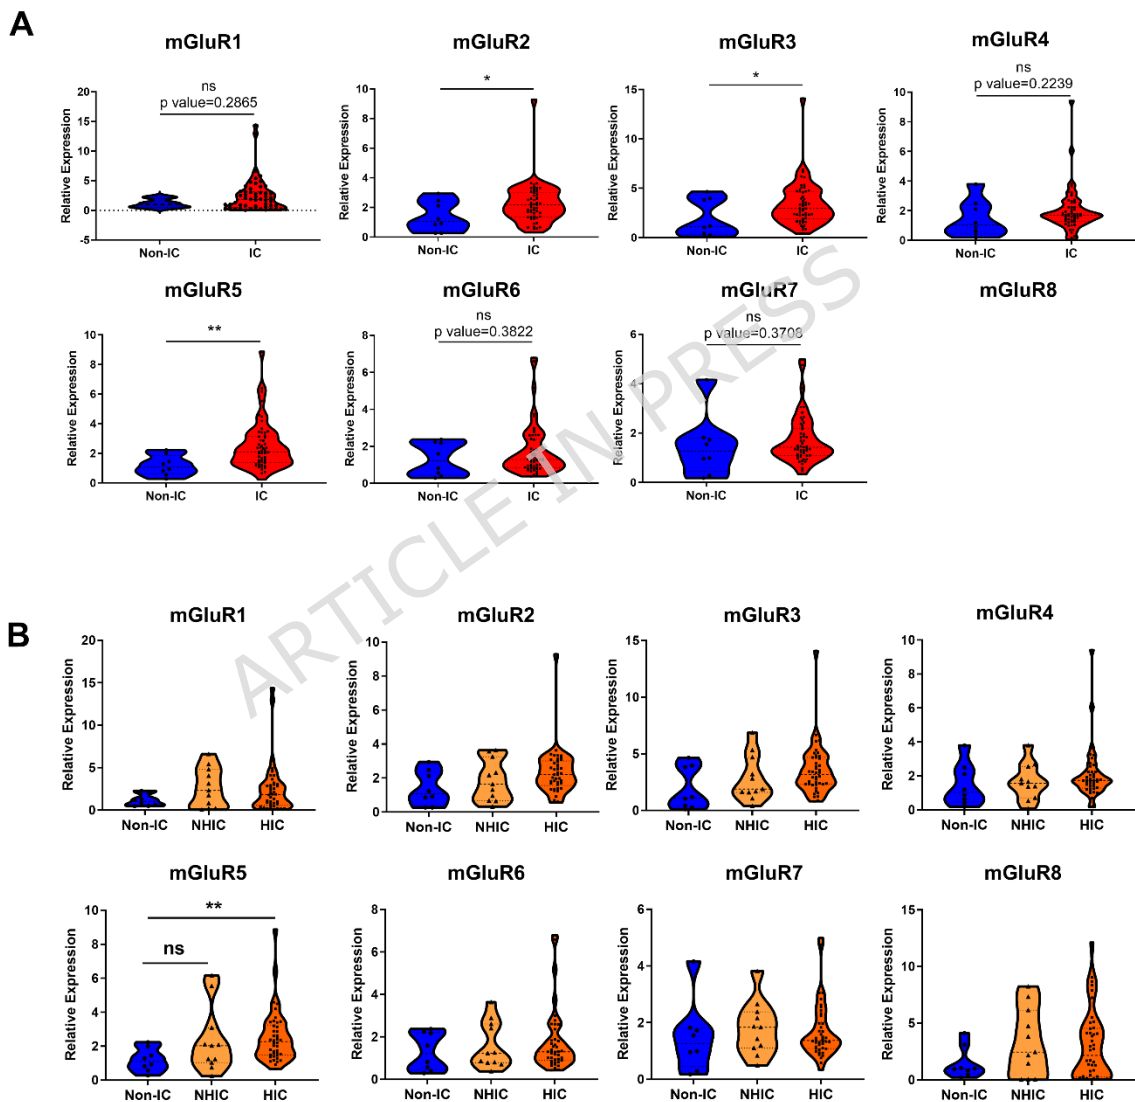 A
mGluR1
mGluR2
mGluR3
mGluR4
ns
p value=0.2865
*
*
ns
p value=0.2239
Relative Expression
20
15
10
5
0
-5
Non-IC
IC
Relative Expression
10
8
6
4
2
0
Non-IC
IC
Relative Expression
15
10
5
0
Non-IC
IC
Relative Expression
10
8
6
4
2
0
Non-IC
IC
mGluR5
mGluR6
mGluR7
mGluR8
**
ns
p value=0.3822
ns
p value=0.3708
Relative Expression
10
8
6
4
2
0
Non-IC
IC
Relative Expression
8
6
4
2
0
Non-IC
IC
Relative Expression
6
4
2
0
Non-IC
IC
ARTICLE IN PRESS
B
mGluR1
mGluR2
mGluR3
mGluR4
Relative Expression
20
15
10
5
0
Non-IC
NHIC
HIC
Relative Expression
10
8
6
4
2
0
Non-IC
NHIC
HIC
Relative Expression
15
10
5
0
Non-IC
NHIC
HIC
Relative Expression
10
8
6
4
2
0
Non-IC
NHIC
HIC
mGluR5
mGluR6
mGluR7
mGluR8
**
ns
Relative Expression
10
8
6
4
2
0
Non-IC
NHIC
HIC
Relative Expression
8
6
4
2
0
Non-IC
NHIC
HIC
Relative Expression
6
4
2
0
Non-IC
NHIC
HIC
Relative Expression
15
10
5
0
Non-IC
NHIC
HIC